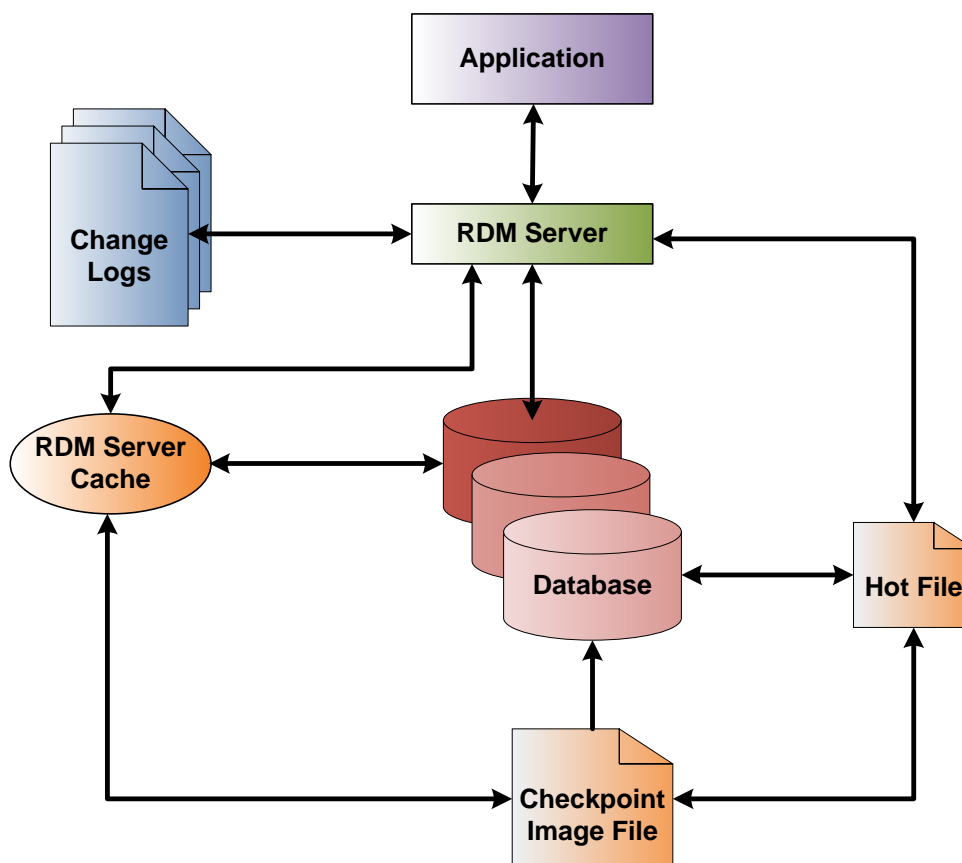 Application
RDM Server
Change
Logs
RDM Server
Cache
Database
Hot File
Checkpoint
Image File